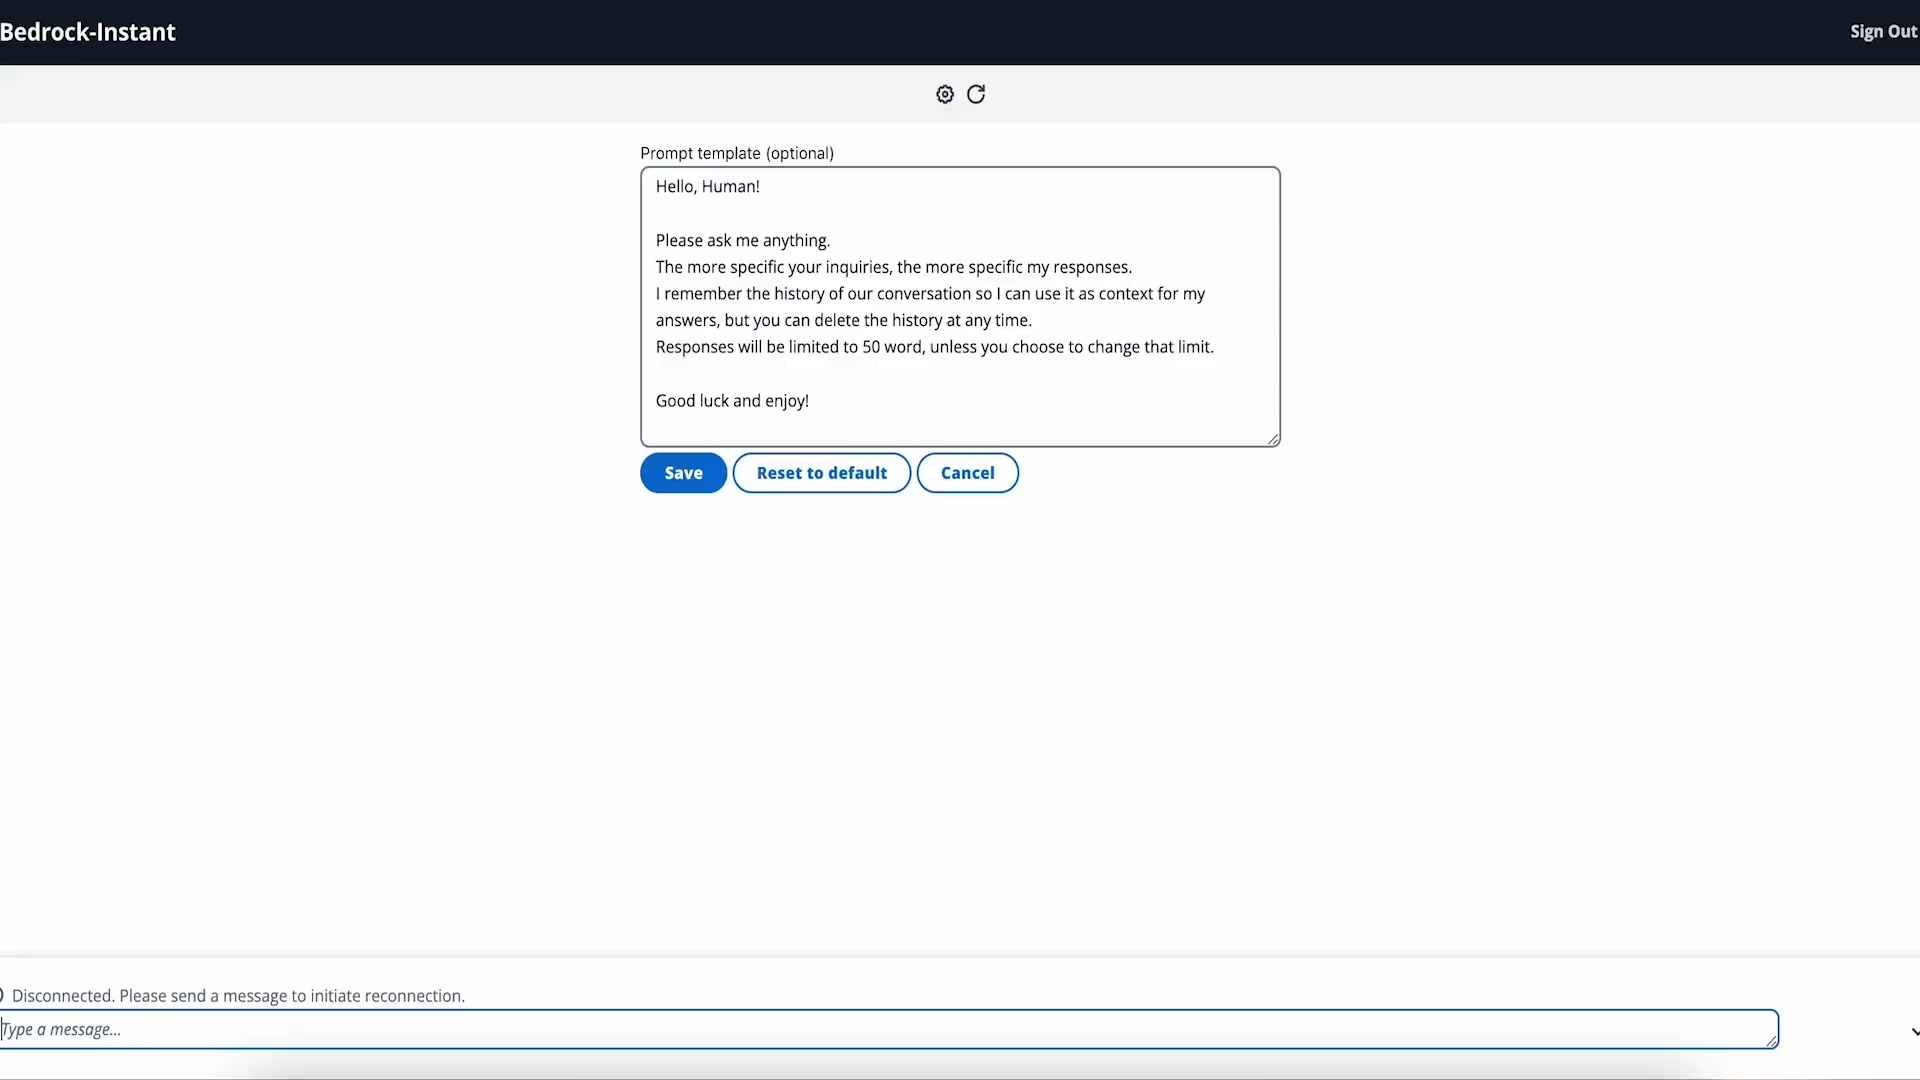 Bedrock-Instant
Sign Out
Prompt template (optional)
Hello, Human!
Please ask me anything.
The more specific your inquiries, the more specific my responses.
I remember the history of our conversation so I can use it as context for my
answers, but you can delete the history at any time.
Responses will be limited to 50 word, unless you choose to change that limit.
Good luck and enjoy!
Save
Reset to default
Cancel
Disconnected. Please send a message to initiate reconnection.
Type a message...